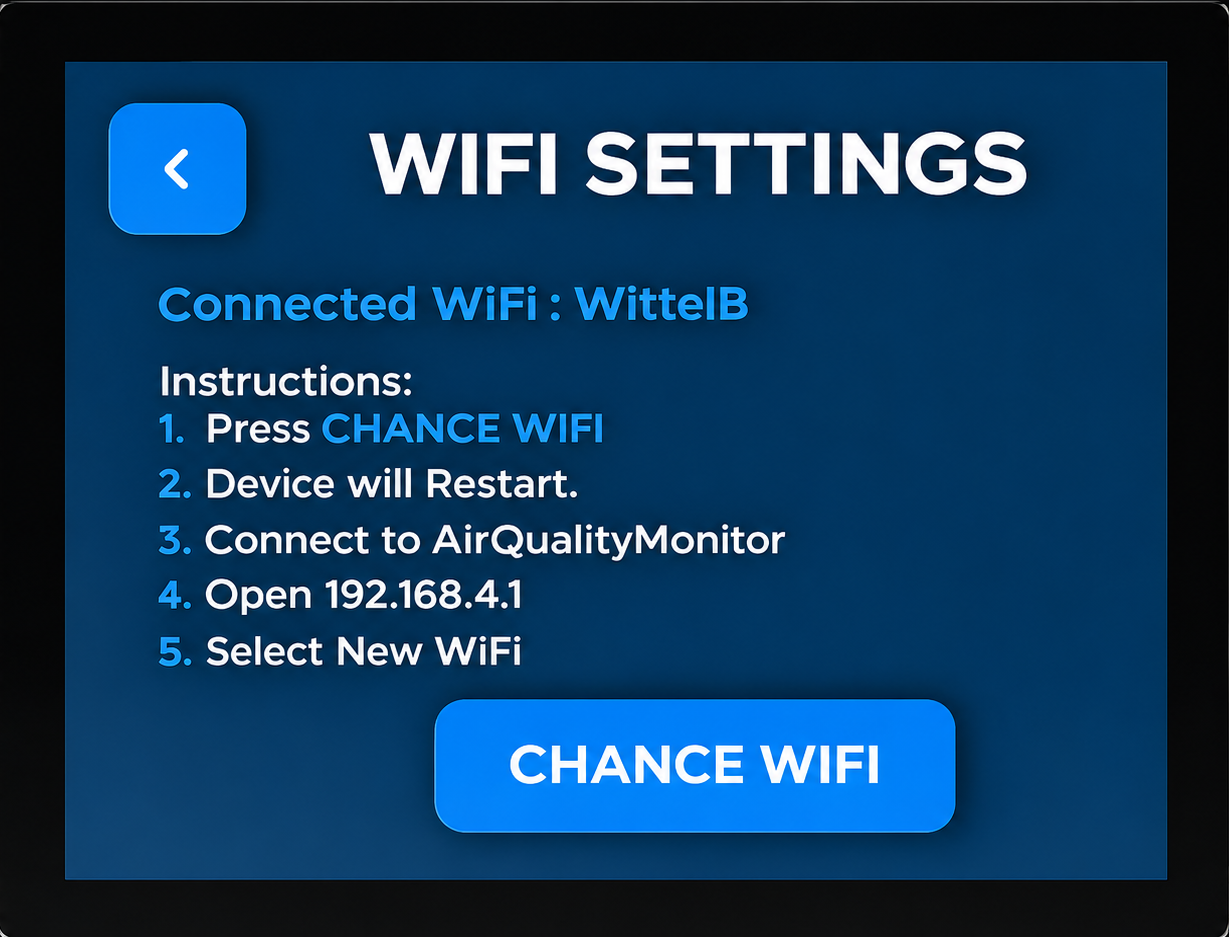 WIFI SETTINGS
Connected WiFi : WittelB
Instructions:
1. Press CHANCE WIFI
2. Device will Restart.
3. Connect to AirQualityMonitor
4. Open 192.168.4.1
5. Select New WiFi
CHANCE WIFI